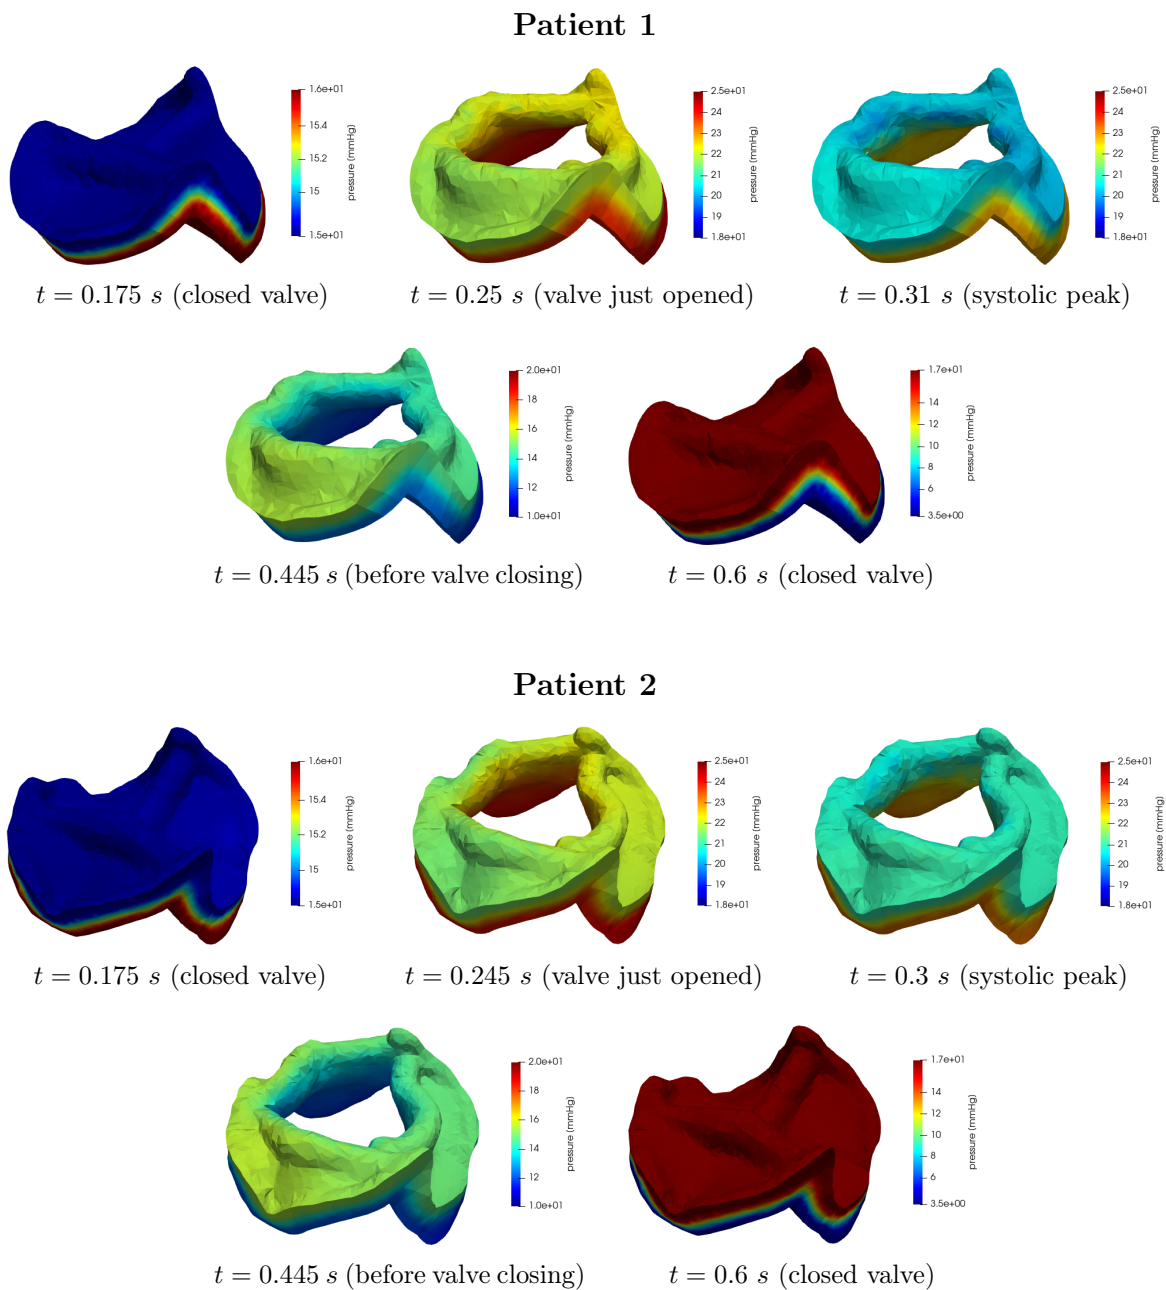 Patient 1
1.6e+01
15.4
15.2
15
1.5e+01
pressure (mmHg)
2.5e+01
24
23
22
21
20
19
1.8e+01
pressure (mmHg)
2.5e+01
24
23
22
21
20
19
1.8e+01
pressure (mmHg)
t = 0.175 s (closed valve)
t = 0.25 s (valve just opened)
t = 0.31 s (systolic peak)
2.0e+01
18
16
14
12
1.0e+01
pressure (mmHg)
1.7e+01
14
12
10
8
6
3.5e+00
pressure (mmHg)
t = 0.445 s (before valve closing)
t = 0.6 s (closed valve)
Patient 2
1.6e+01
15.4
15.2
15
1.5e+01
pressure (mmHg)
2.5e+01
24
23
22
21
20
19
1.8e+01
pressure (mmHg)
2.5e+01
24
23
22
21
20
19
1.8e+01
pressure (mmHg)
t = 0.175 s (closed valve)
t = 0.245 s (valve just opened)
t = 0.3 s (systolic peak)
2.0e+01
18
16
14
12
1.0e+01
pressure (mmHg)
1.7e+01
14
12
10
8
6
3.5e+00
pressure (mmHg)
t = 0.445 s (before valve closing)
t = 0.6 s (closed valve)